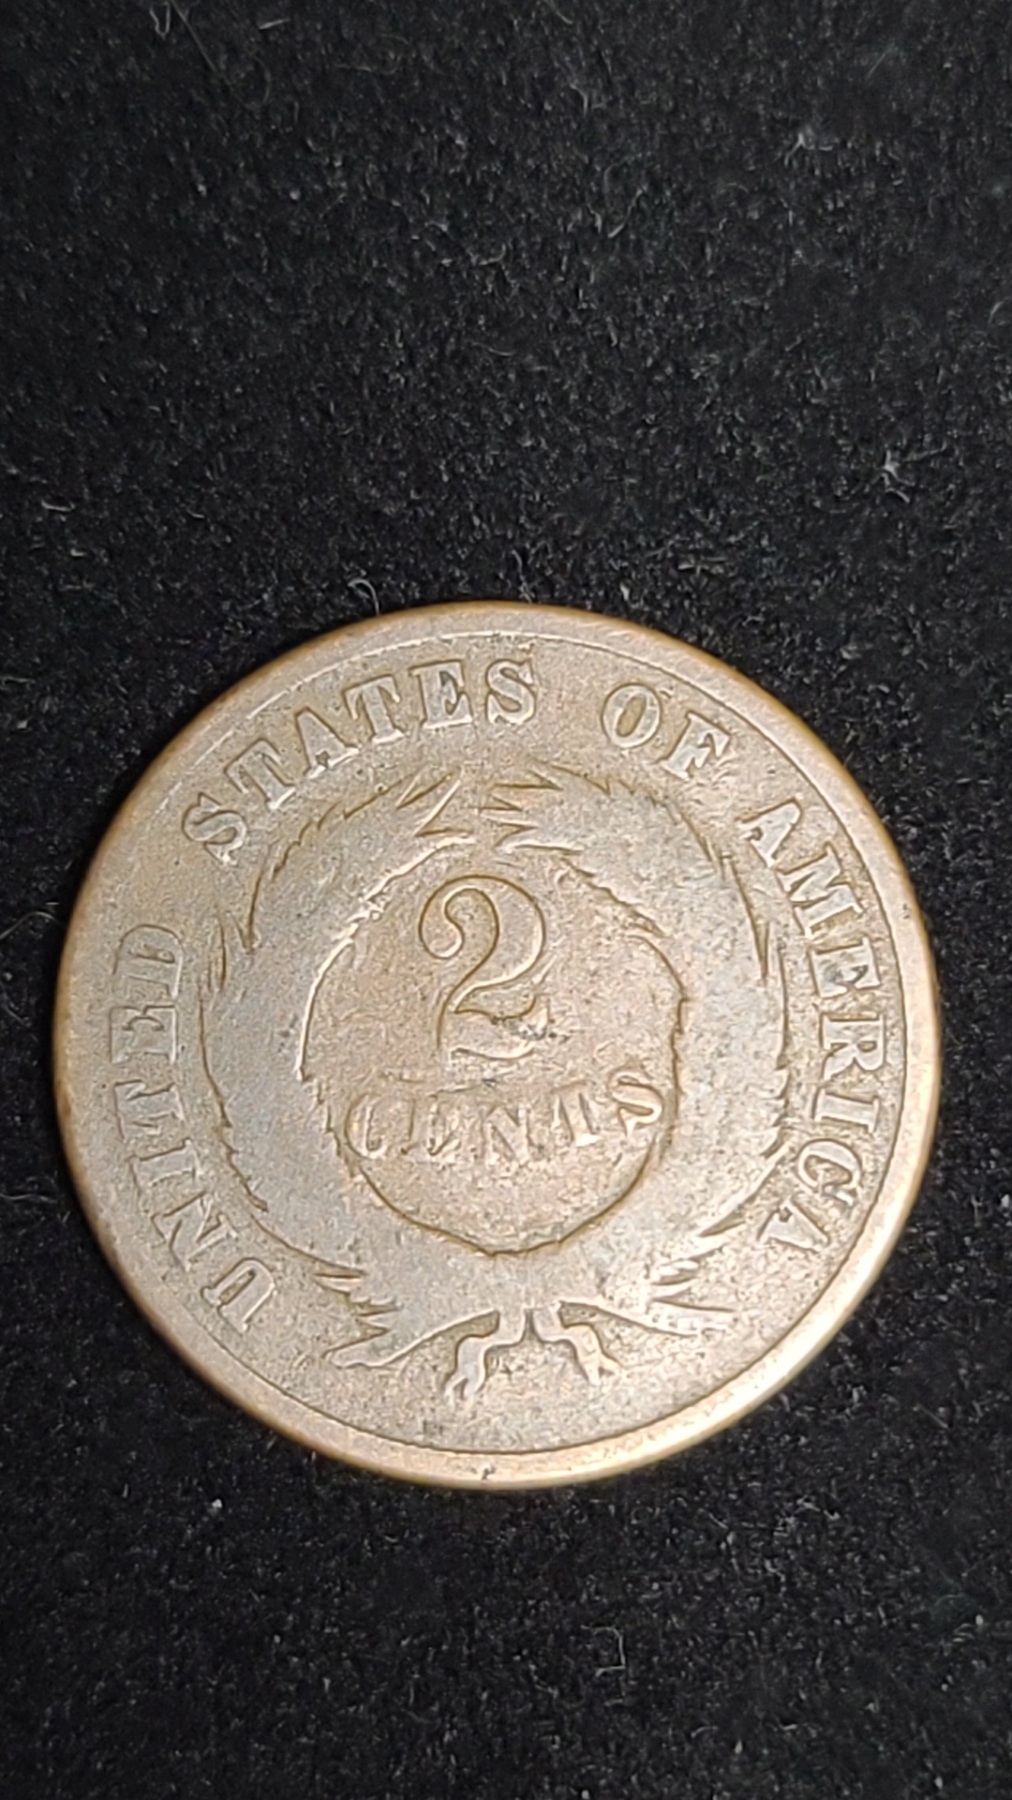 UNITED STATES OF AMERICA
2
CENTS